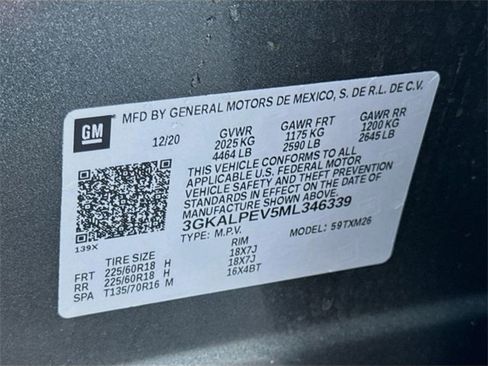 GM
MFD BY GENERAL MOTORS DE MEXICO, S. DE R.L. DE C.V.
12/20 GVWR GAWR FRT GAWR RR
2025 KG 1175 KG 1200 KG
4464 LB 2590 LB 2645 LB
THIS VEHICLE CONFORMS TO ALL
APPLICABLE U.S. FEDERAL MOTOR
VEHICLE SAFETY AND THEFT PREVENTION
STANDARDS IN EFFECT ON THE DATE OF
MANUFACTURE SHOWN ABOVE.
3GKALPEV5ML346339
TYPE: M.P.V. MODEL: 59TXM26
139X
TIRE SIZE RIM
FRT 225/60R18 H 18X7J
RR 225/60R18 H 18X7J
SPA T135/70R16 M 16X4BT